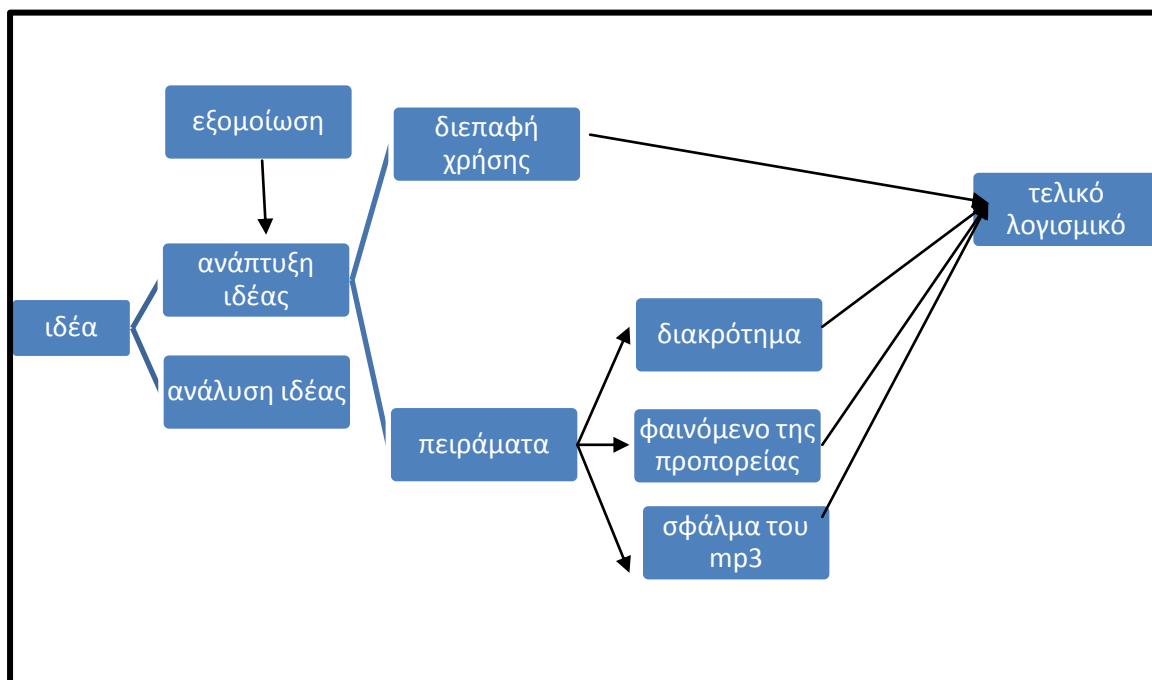 εξομοίωση
διεπαφή
χρήσης
τελικό
λογισμικό
ανάπτυξη
ιδέας
ιδέα
διακρότημα
ανάλυση ιδέας
πειράματα
φαινόμενο της
προπορείας
σφάλμα του
mp3